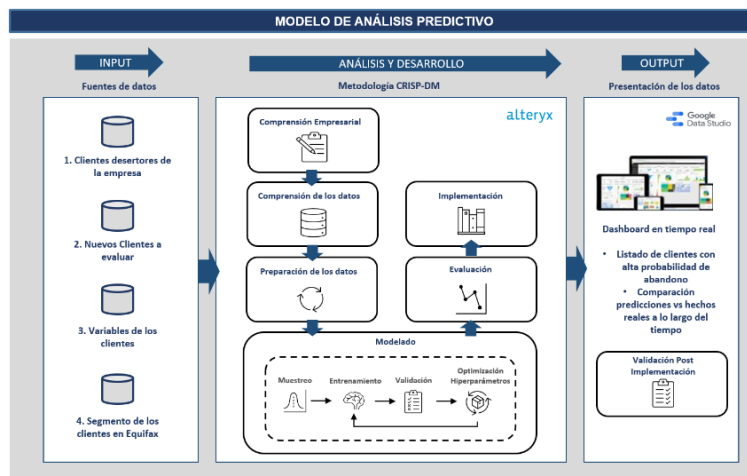 MODELO DE ANÁLISIS PREDICTIVO
INPUT
Fuentes de datos
1. Clientes desertores de
la empresa
2. Nuevos Clientes a
evaluar
3. Variables de los
clientes
4. Segmento de los
clientes en Equifax
ANÁLISIS Y DESARROLLO
Metodología CRISP-DM
alteryx
Comprensión Empresarial
Comprensión de los datos
Preparación de los datos
Implementación
Evaluación
Modelado
Muestreo
Entrenamiento
Validación
Optimización
Hiperparámetros
OUTPUT
Presentación de los datos
Google
Data Studio
Dashboard en tiempo real
• Listado de clientes con
alta probabilidad de
abandono
• Comparación
predicciones vs hechos
reales a lo largo del
tiempo
Validación Post
Implementación